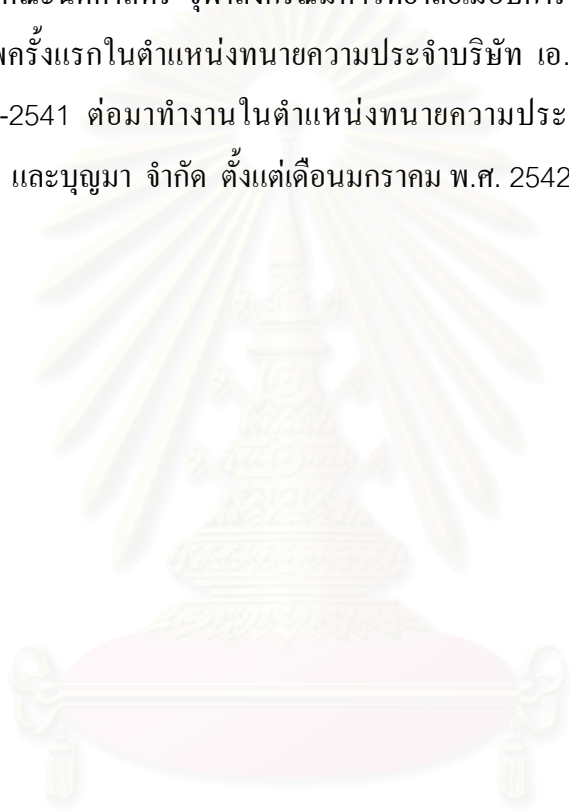 ครั้งแรกในตำแหน่งทนายความประจำบริษัท เอ.
-2541 ต่อมาทำงานในตำแหน่งทนายความประ
และบุญมา จำกัด ตั้งแต่เดือนมกราคม พ.ศ. 2542